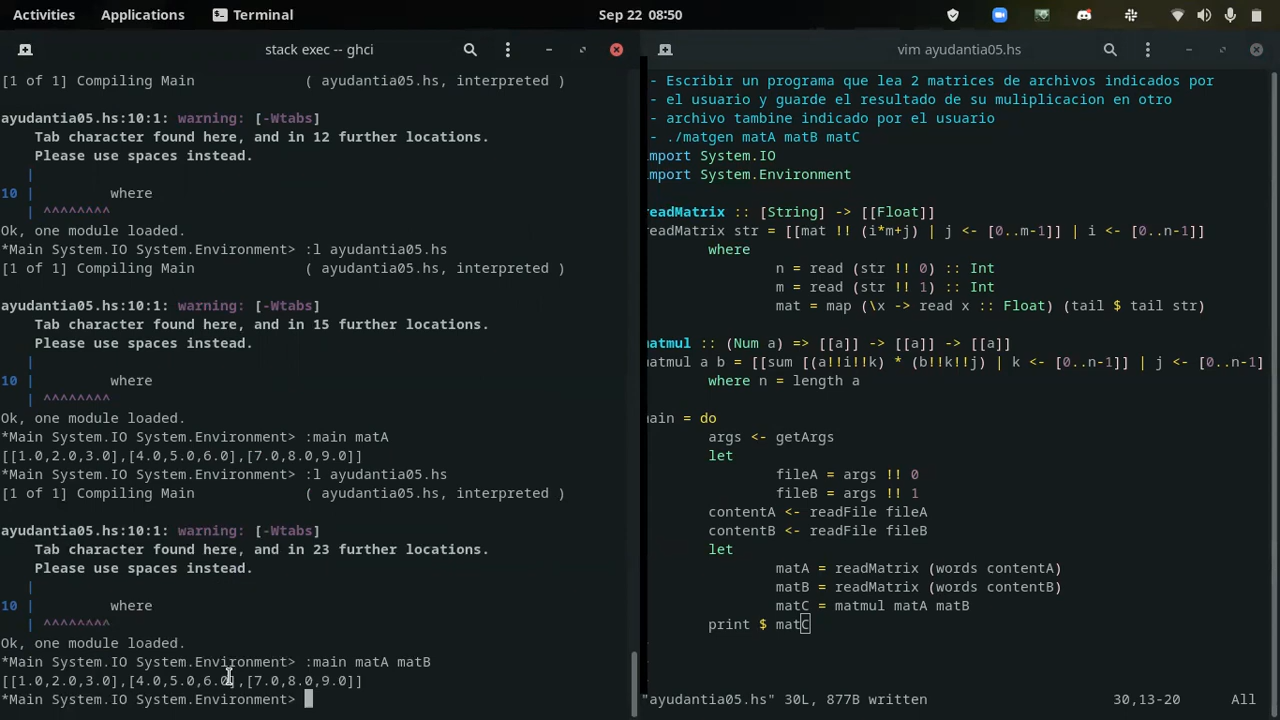 Activities Applications Terminal Sep 22 08:50
stack exec -- ghci
[1 of 1] Compiling Main ( ayudantia05.hs, interpreted )
ayudantia05.hs:10:1: warning: [-Wtabs]
Tab character found here, and in 12 further locations.
Please use spaces instead.
|
10 | where
| ^^^^^^^^
Ok, one module loaded.
*Main System.IO System.Environment> :l ayudantia05.hs
[1 of 1] Compiling Main ( ayudantia05.hs, interpreted )
ayudantia05.hs:10:1: warning: [-Wtabs]
Tab character found here, and in 15 further locations.
Please use spaces instead.
|
10 | where
| ^^^^^^^^
Ok, one module loaded.
*Main System.IO System.Environment> :main matA
[[1.0,2.0,3.0],[4.0,5.0,6.0],[7.0,8.0,9.0]]
*Main System.IO System.Environment> :l ayudantia05.hs
[1 of 1] Compiling Main ( ayudantia05.hs, interpreted )
ayudantia05.hs:10:1: warning: [-Wtabs]
Tab character found here, and in 23 further locations.
Please use spaces instead.
|
10 | where
| ^^^^^^^^
Ok, one module loaded.
*Main System.IO System.Environment> :main matA matB
[[1.0,2.0,3.0],[4.0,5.0,6.0],[7.0,8.0,9.0]]
*Main System.IO System.Environment>
vim ayudantia05.hs
- Escribir un programa que lea 2 matrices de archivos indicados por
- el usuario y guarde el resultado de su muliplicacion en otro
- archivo tambine indicado por el usuario
- ./matgen matA matB matC
import System.IO
import System.Environment
readMatrix :: [String] -> [[Float]]
readMatrix str = [[mat !! (i*m+j) | j <- [0..m-1]] | i <- [0..n-1]]
where
n = read (str !! 0) :: Int
m = read (str !! 1) :: Int
mat = map (\x -> read x :: Float) (tail $ tail str)
matmul :: (Num a) => [[a]] -> [[a]] -> [[a]]
matmul a b = [[sum [(a!!i!!k) * (b!!k!!j) | k <- [0..n-1]] | j <- [0..n-1]
where n = length a
main = do
args <- getArgs
let
fileA = args !! 0
fileB = args !! 1
contentA <- readFile fileA
contentB <- readFile fileB
let
matA = readMatrix (words contentA)
matB = readMatrix (words contentB)
matC = matmul matA matB
print $ matC
"ayudantia05.hs" 30L, 877B written 30,13-20 All